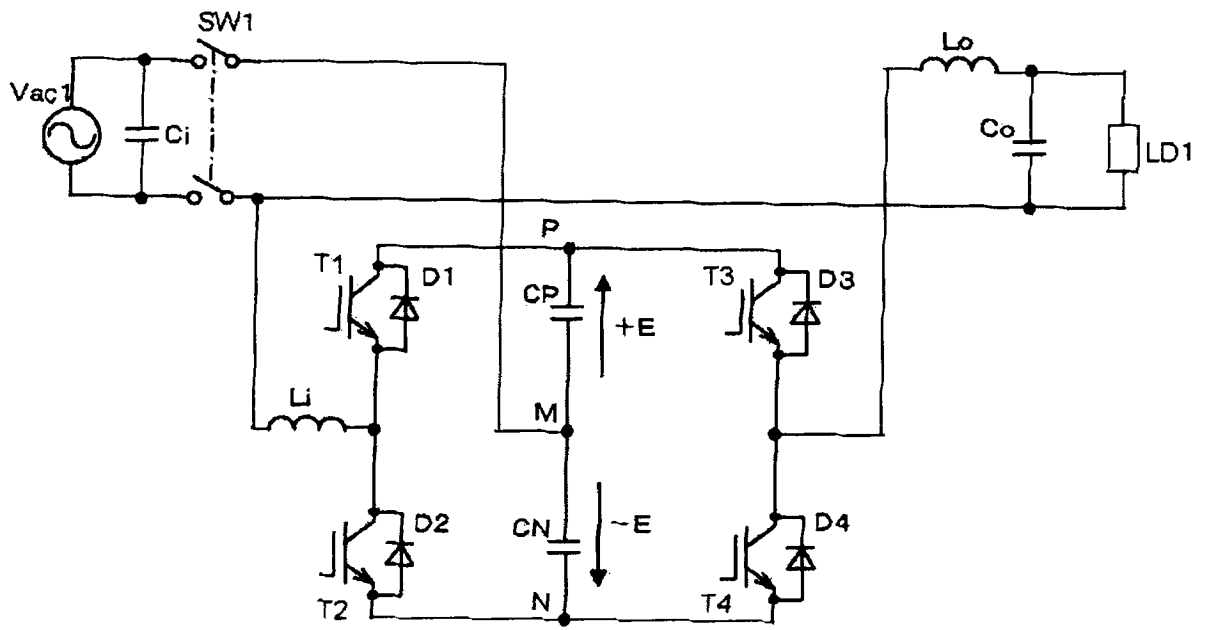 SW1
Vac1
Ci
Lo
Co
LD1
P
T1
D1
CP
+E
T3
D3
Li
M
D2
CN
−E
D4
T2
N
T4